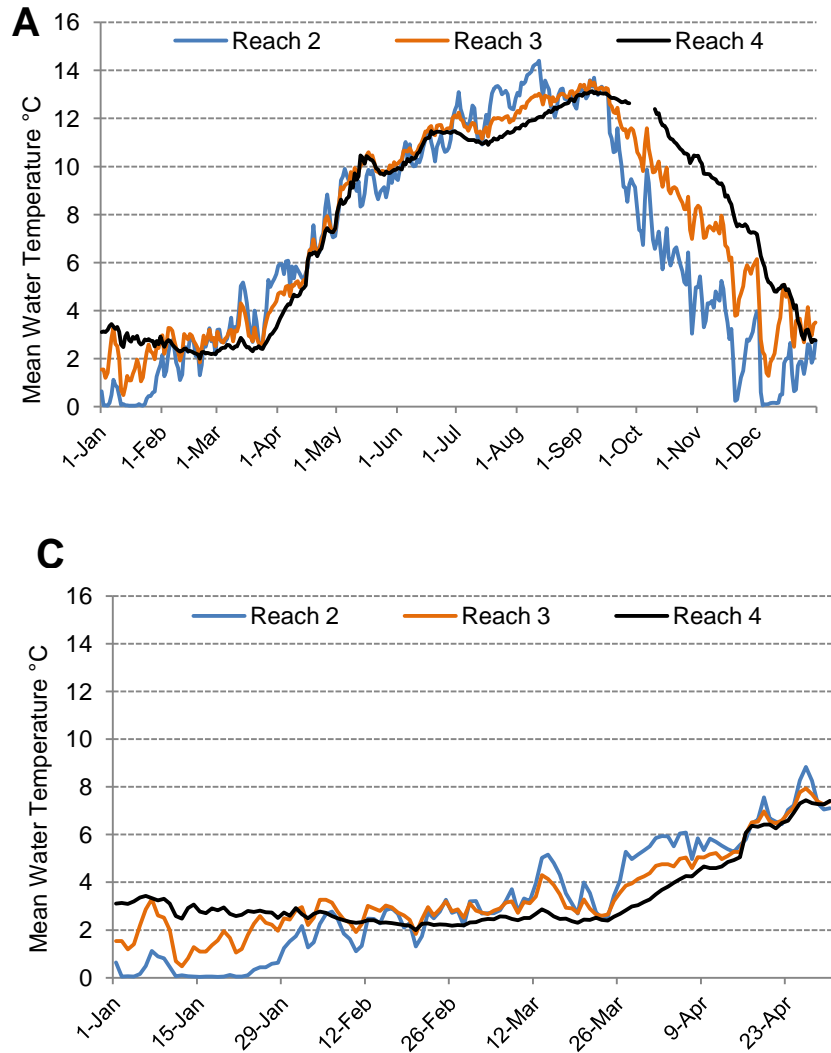 A
Reach 2 Reach 3 Reach 4
Mean Water Temperature °C
16
14
12
10
8
6
4
2
0
1-Jan 1-Feb 1-Mar 1-Apr 1-May 1-Jun 1-Jul 1-Aug 1-Sep 1-Oct 1-Nov 1-Dec
C
Reach 2 Reach 3 Reach 4
Mean Water Temperature °C
16
14
12
10
8
6
4
2
0
1-Jan 15-Jan 29-Jan 12-Feb 26-Feb 12-Mar 26-Mar 9-Apr 23-Apr